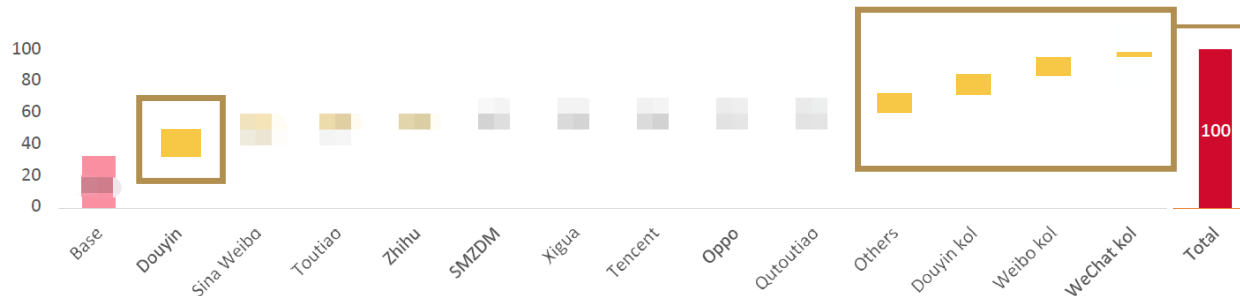 100
80
60
40
20
0
100
Base
Douyin
Sina Weibo
Toutiao
Zhihu
SMZDM
Xigua
Tencent
Oppo
Qutoutiao
Others
Douyin kol
Weibo kol
WeChat kol
Total